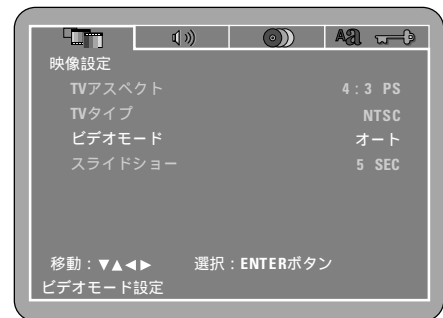 Aあ
映像設定
TVアスペクト 4:3 PS
TVタイプ NTSC
ビデオモード オート
スライドショー 5 SEC
移動:▼▲◀▶ 選択:ENTERボタン
ビデオモード設定